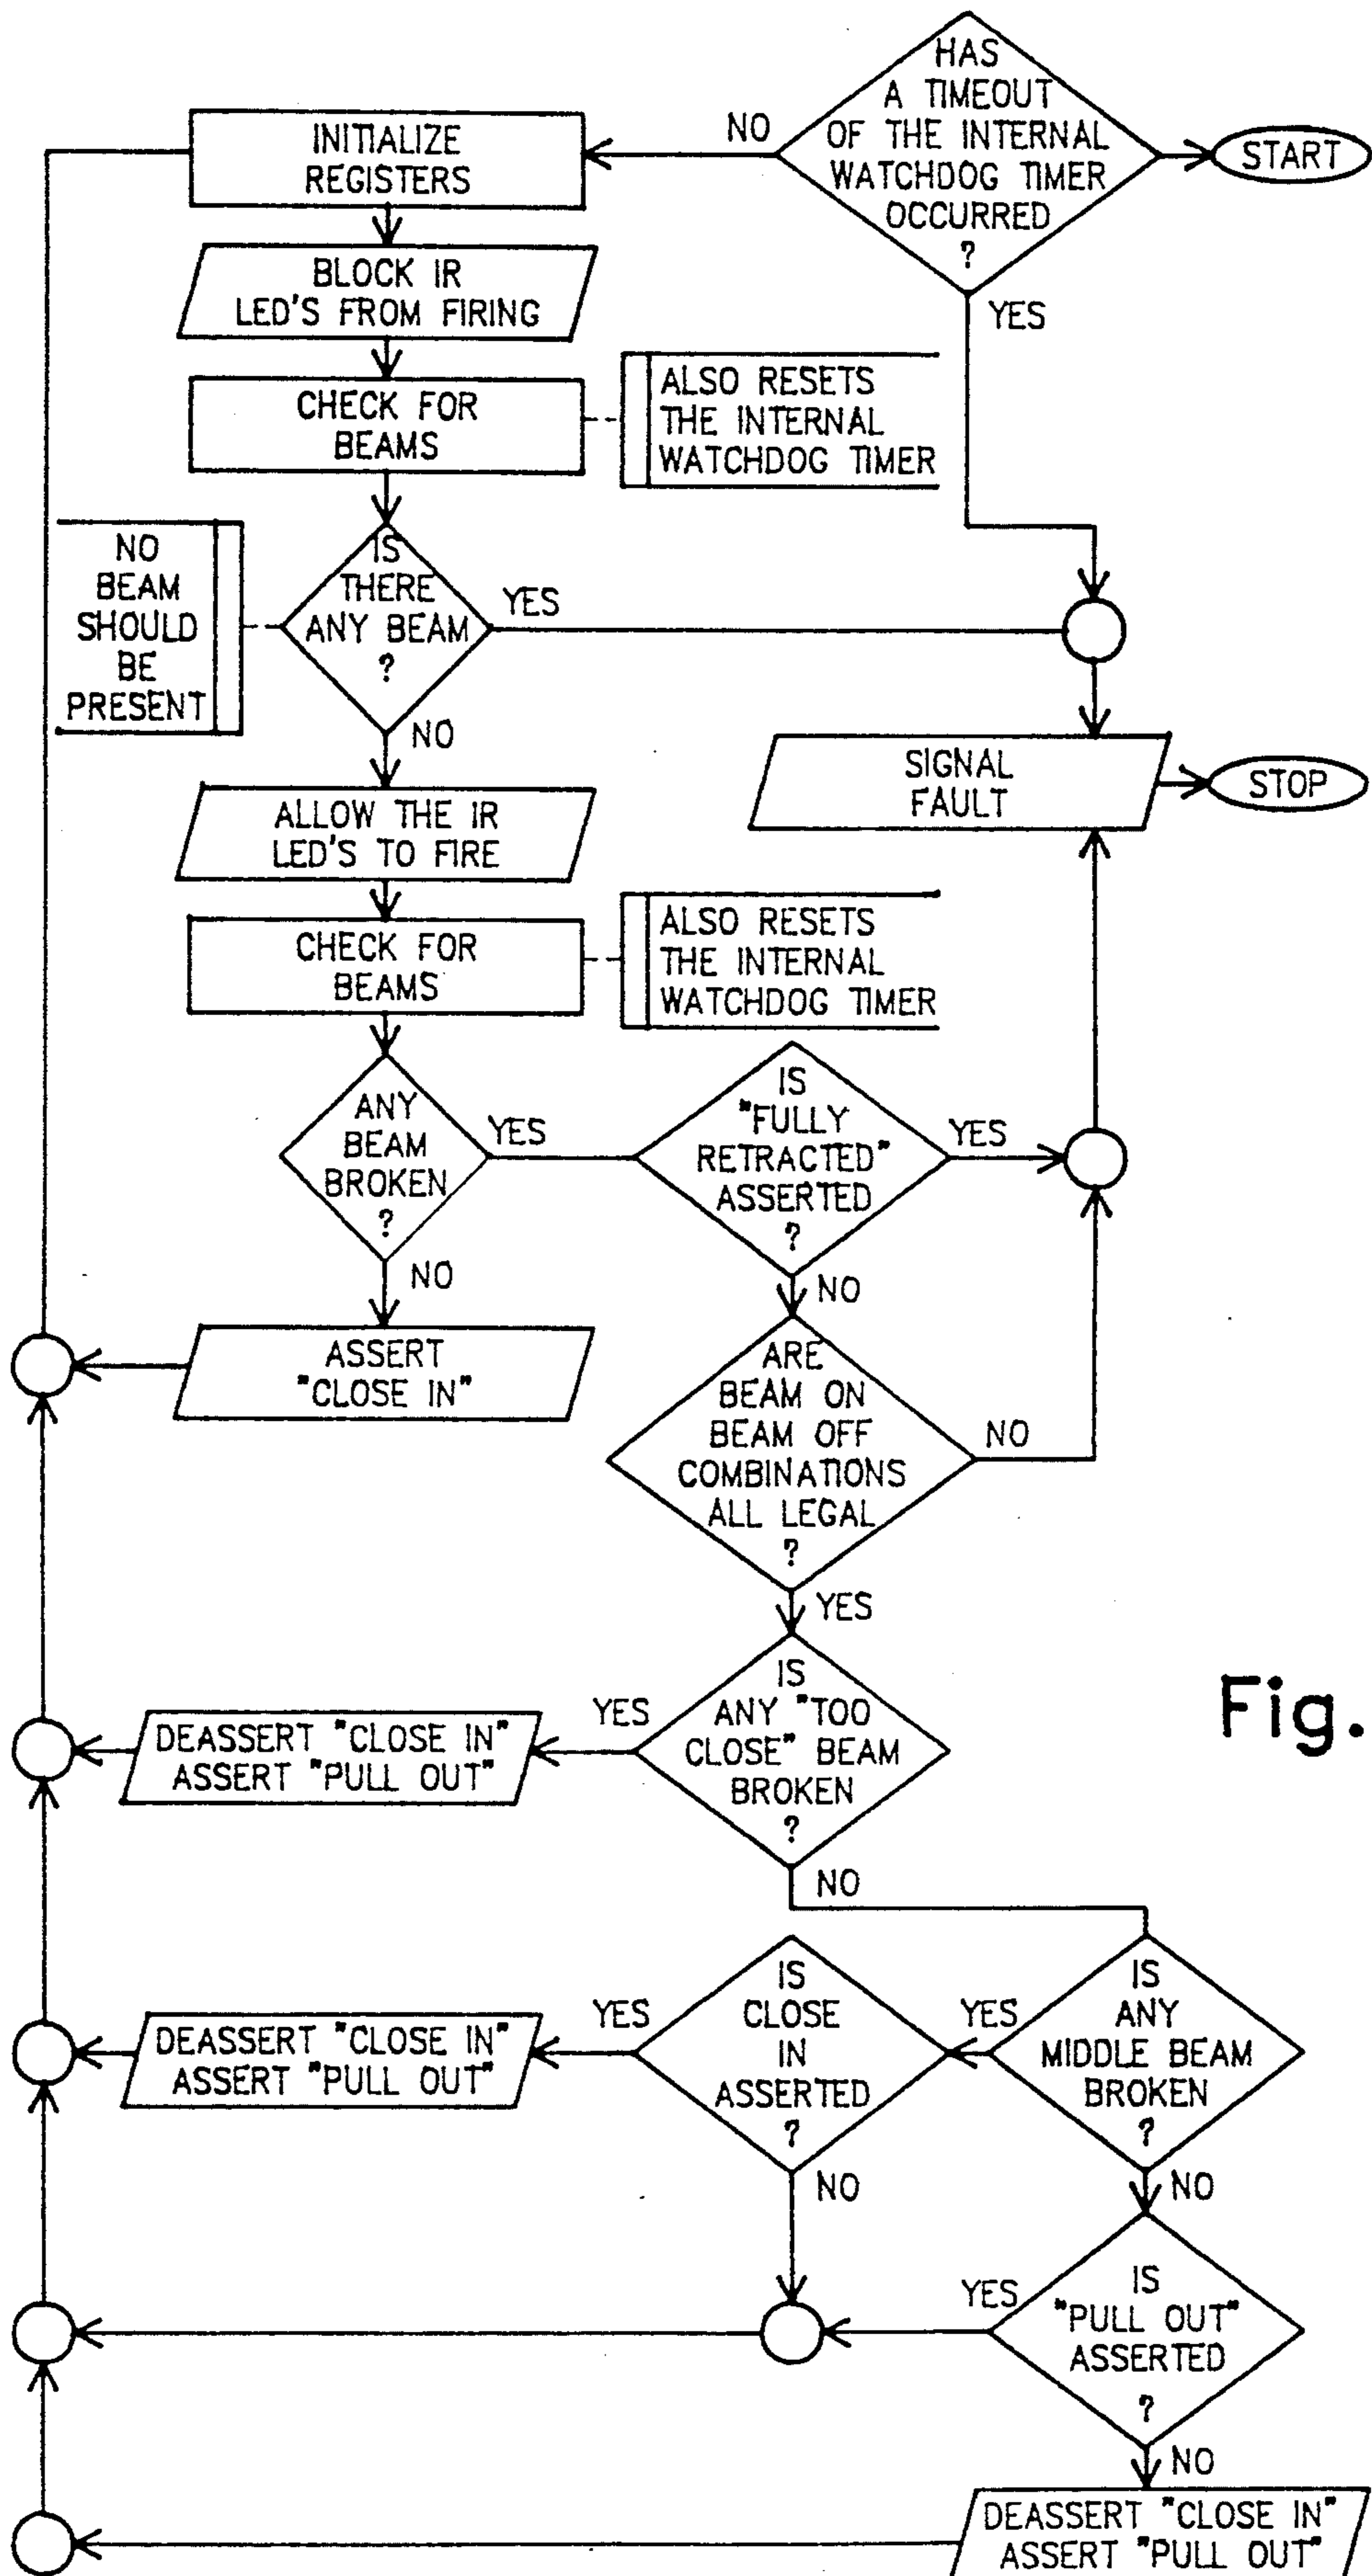 HAS
A TIMEOUT
OF THE INTERNAL
WATCHDOG TIMER
OCCURRED
?
START
NO
YES
INITIALIZE
REGISTERS
BLOCK IR
LED'S FROM FIRING
CHECK FOR
BEAMS
ALSO RESETS
THE INTERNAL
WATCHDOG TIMER
IS
THERE
ANY BEAM
?
YES
NO
BEAM
SHOULD
BE
PRESENT
NO
SIGNAL
FAULT
STOP
ALLOW THE IR
LED'S TO FIRE
CHECK FOR
BEAMS
ALSO RESETS
THE INTERNAL
WATCHDOG TIMER
ANY
BEAM
BROKEN
?
YES
NO
IS
"FULLY
RETRACTED"
ASSERTED
?
YES
NO
ASSERT
"CLOSE IN"
ARE
BEAM ON
BEAM OFF
COMBINATIONS
ALL LEGAL
?
NO
YES
IS
ANY "TOO
CLOSE" BEAM
BROKEN
?
YES
DEASSERT "CLOSE IN"
ASSERT "PULL OUT"
NO
Fig.
IS
ANY
MIDDLE BEAM
BROKEN
?
YES
NO
IS
CLOSE
IN
ASSERTED
?
YES
DEASSERT "CLOSE IN"
ASSERT "PULL OUT"
NO
IS
"PULL OUT"
ASSERTED
?
YES
NO
DEASSERT "CLOSE IN"
ASSERT "PULL OUT"